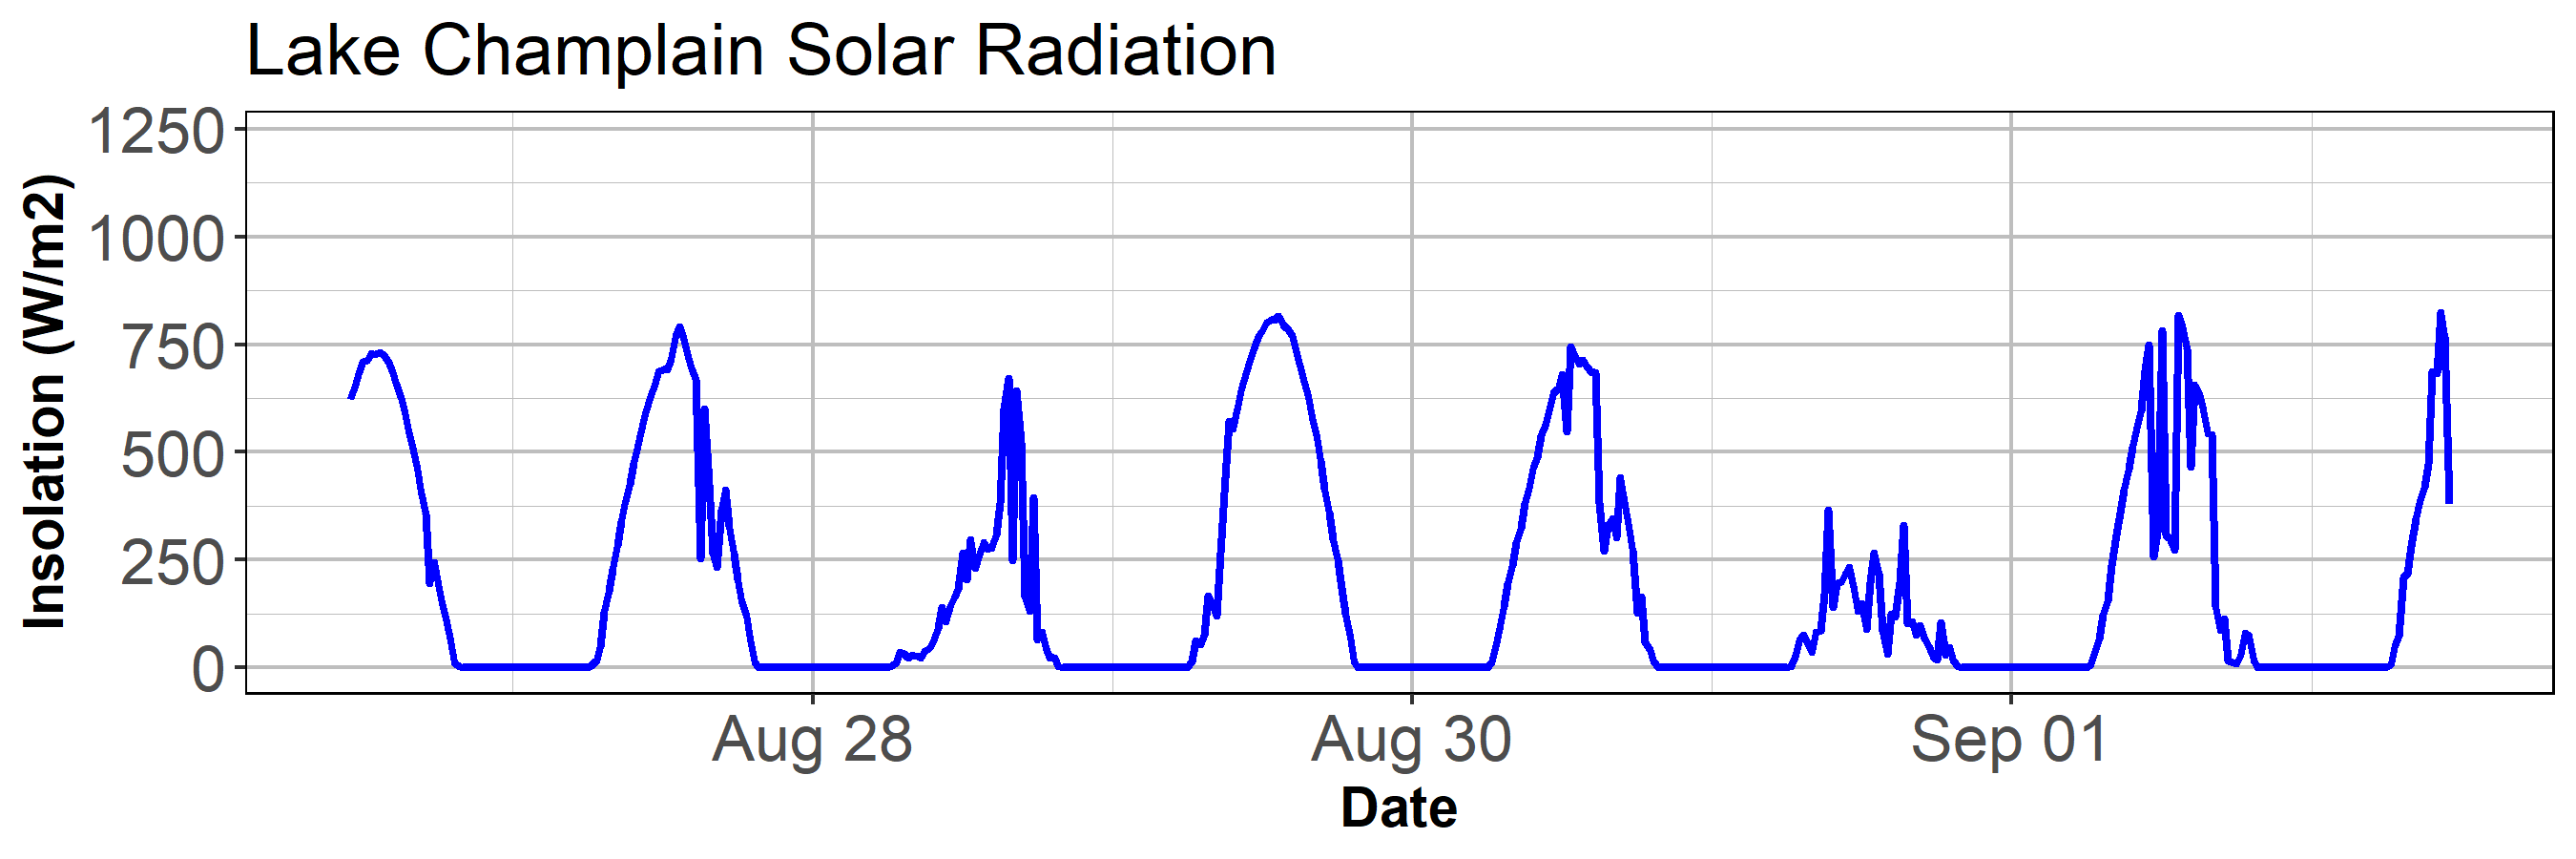 Lake Champlain Solar Radiation
Insolation (W/m2)
1250
1000
750
500
250
0
Aug 28
Aug 30
Sep 01
Date